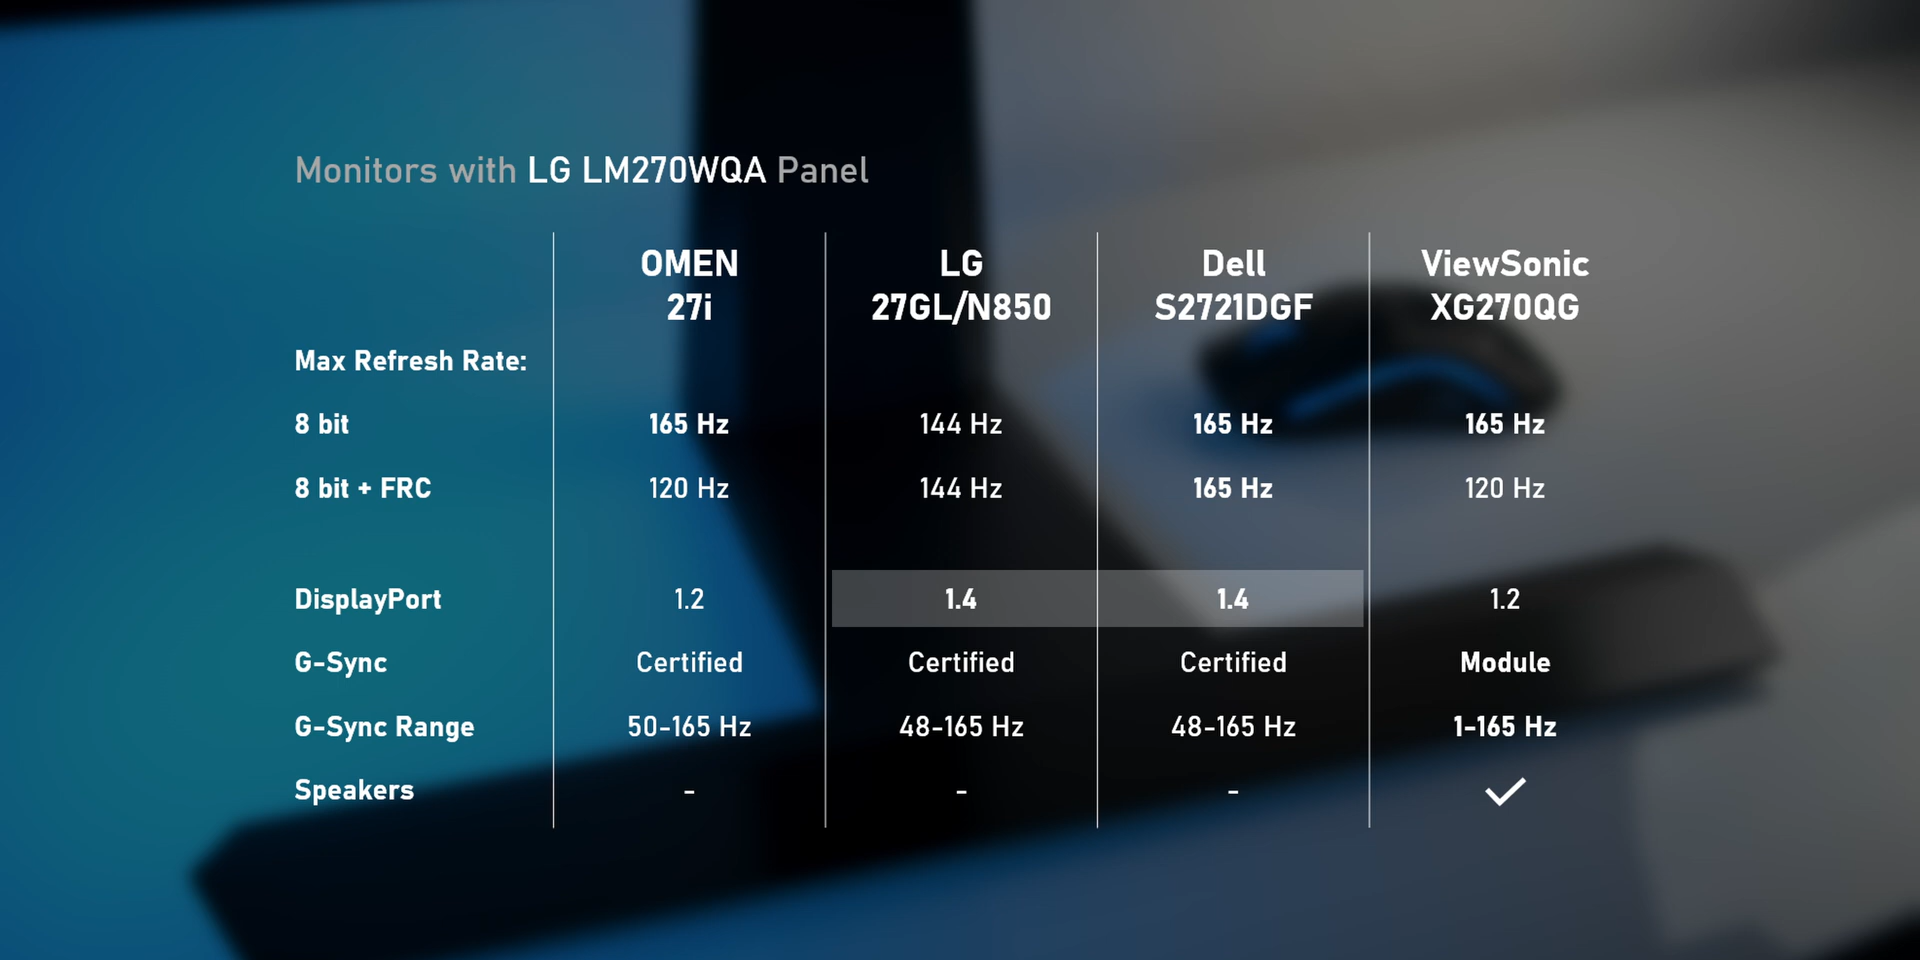 Monitors with LG LM270WQA Panel
OMEN 27i
LG 27GL/N850
Dell S2721DGF
ViewSonic XG270QG
Max Refresh Rate:
8 bit 165 Hz 144 Hz 165 Hz 165 Hz
8 bit + FRC 120 Hz 144 Hz 165 Hz 120 Hz
DisplayPort 1.2 1.4 1.4 1.2
G-Sync Certified Certified Certified Module
G-Sync Range 50-165 Hz 48-165 Hz 48-165 Hz 1-165 Hz
Speakers - - - ✓